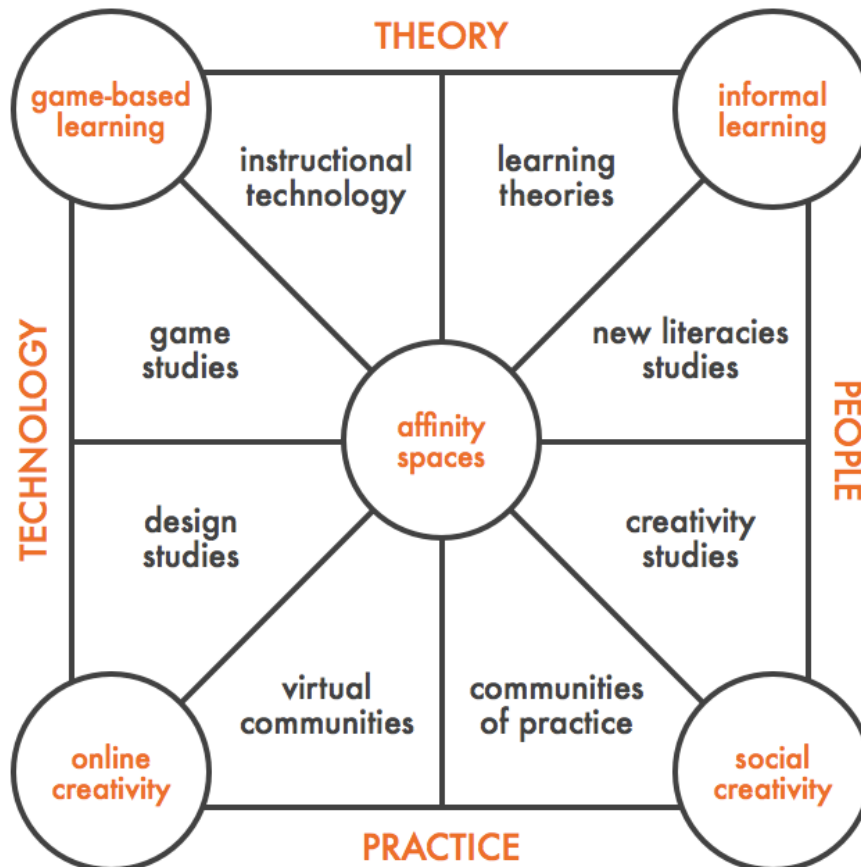 THEORY
game-based
learning
informal
learning
instructional
technology
learning
theories
TECHNOLOGY
game
studies
new literacies
studies
PEOPLE
affinity
spaces
design
studies
creativity
studies
virtual
communities
communities
of practice
online
creativity
social
creativity
PRACTICE